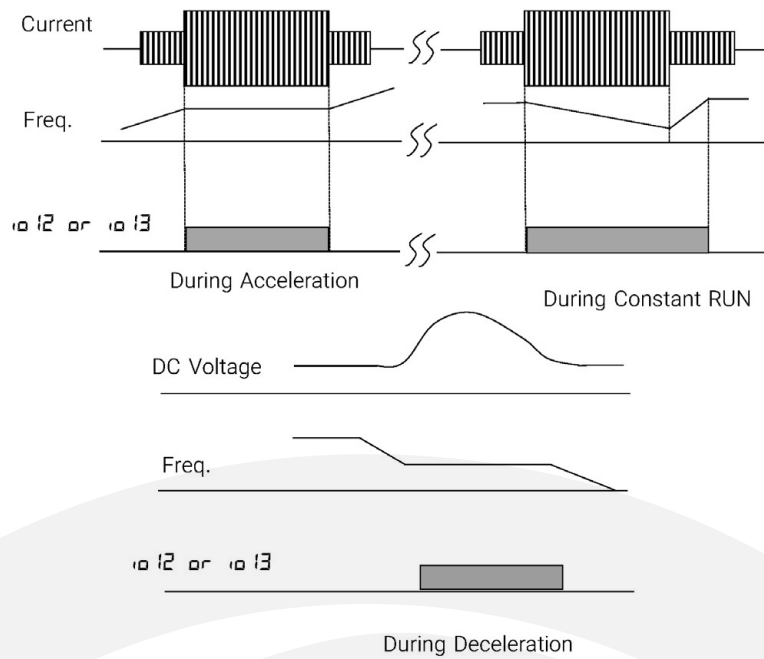 Current
Freq.
io12 or io13
During Acceleration
During Constant RUN
DC Voltage
Freq.
io12 or io13
During Deceleration